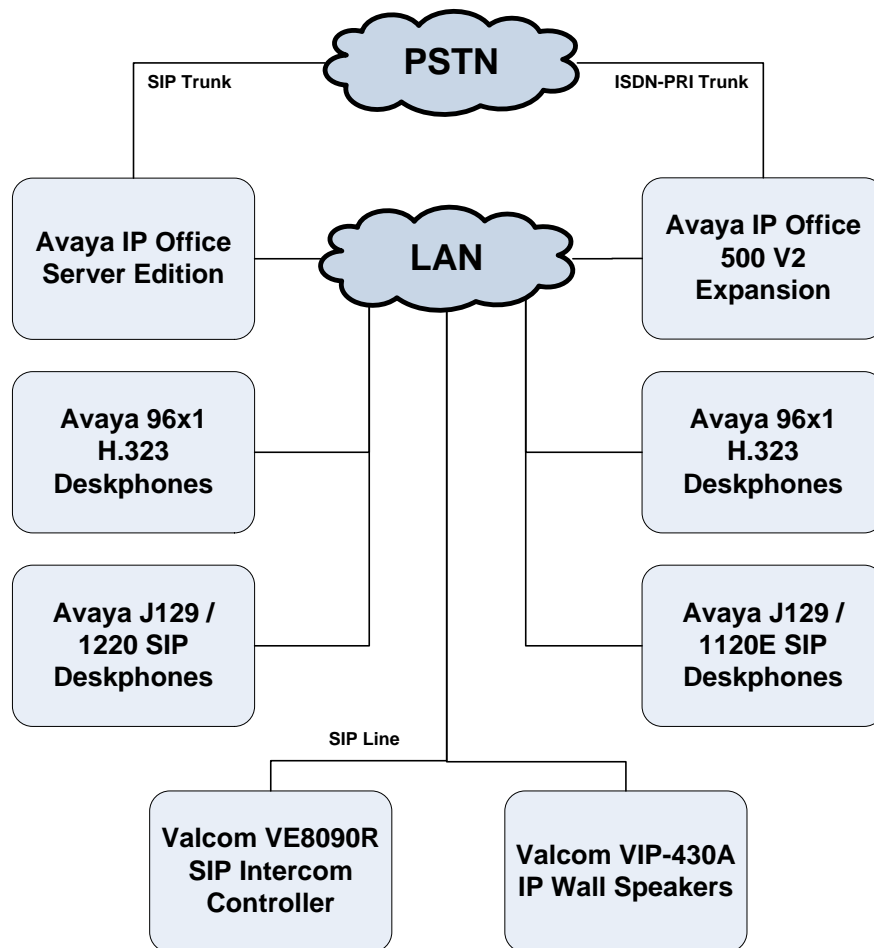 PSTN
SIP Trunk
ISDN-PRI Trunk
Avaya IP Office
Server Edition
LAN
Avaya IP Office
500 V2
Expansion
Avaya 96x1
H.323
Deskphones
Avaya 96x1
H.323
Deskphones
Avaya J129 /
1220 SIP
Deskphones
Avaya J129 /
1120E SIP
Deskphones
SIP Line
Valcom VE8090R
SIP Intercom
Controller
Valcom VIP-430A
IP Wall Speakers